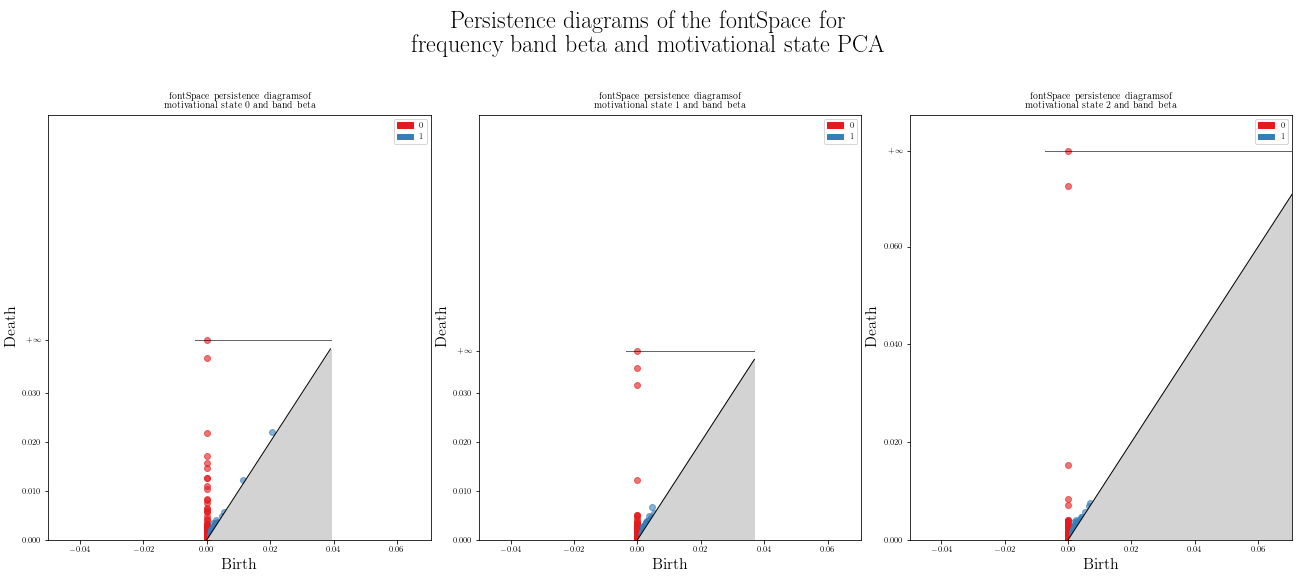 Persistence diagrams of the fontSpace for
frequency band beta and motivational state PCA
fontSpace persistence diagramsof
motivational state 0 and band beta
0
1
Death
+∞
0.030
0.020
0.010
0.000
−0.04
−0.02
0.00
0.02
0.04
0.06
Birth
fontSpace persistence diagramsof
motivational state 1 and band beta
0
1
Death
+∞
0.030
0.020
0.010
0.000
−0.04
−0.02
0.00
0.02
0.04
0.06
Birth
fontSpace persistence diagramsof
motivational state 2 and band beta
0
1
Death
+∞
0.060
0.040
0.020
0.000
−0.04
−0.02
0.00
0.02
0.04
0.06
Birth